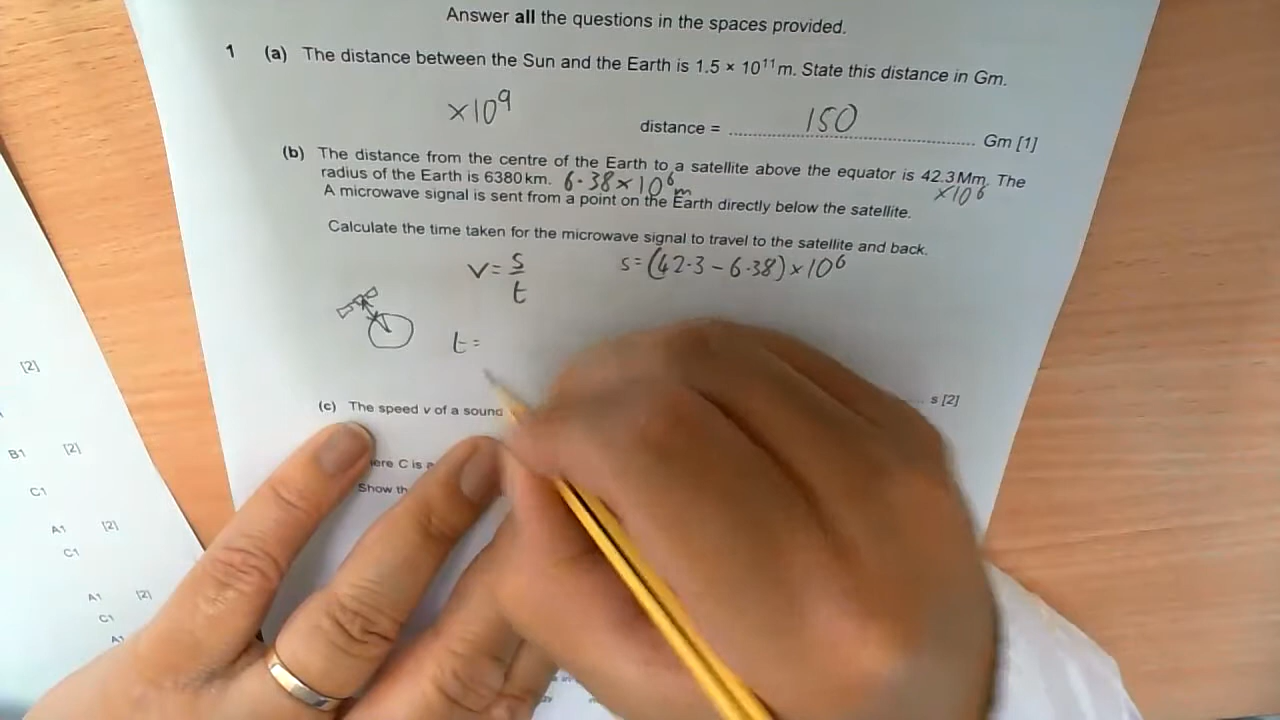 Answer all the questions in the spaces provided.
1 (a) The distance between the Sun and the Earth is 1.5 × 10¹¹ m. State this distance in Gm.
×10⁹
distance = 150 Gm [1]
(b) The distance from the centre of the Earth to a satellite above the equator is 42.3 Mm. The
×10⁶
radius of the Earth is 6380 km. 6.38×10⁶ m
A microwave signal is sent from a point on the Earth directly below the satellite.
Calculate the time taken for the microwave signal to travel to the satellite and back.
v = s/t s = (42.3 − 6.38) × 10⁶
t =
s [2]
(c) The speed v of a sound
ere C is
Show th
[2]
B1 [2]
C1
A1 [2]
C1
A1 [2]
C1
A1